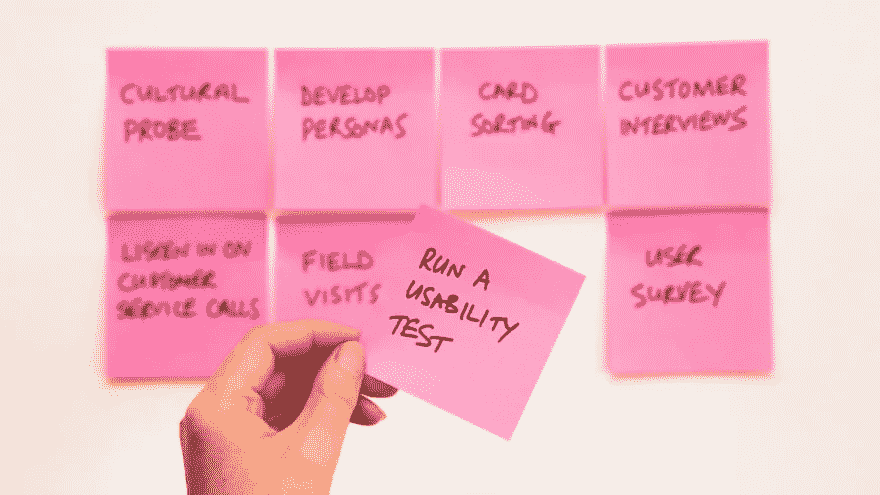 CULTURAL
PROBE
DEVELOP
PERSONAS
CARD
SORTING
CUSTOMER
INTERVIEWS
LISTEN IN ON
CUSTOMER
SERVICE CALLS
FIELD
VISITS
RUN A
USABILITY
TEST
USER
SURVEY